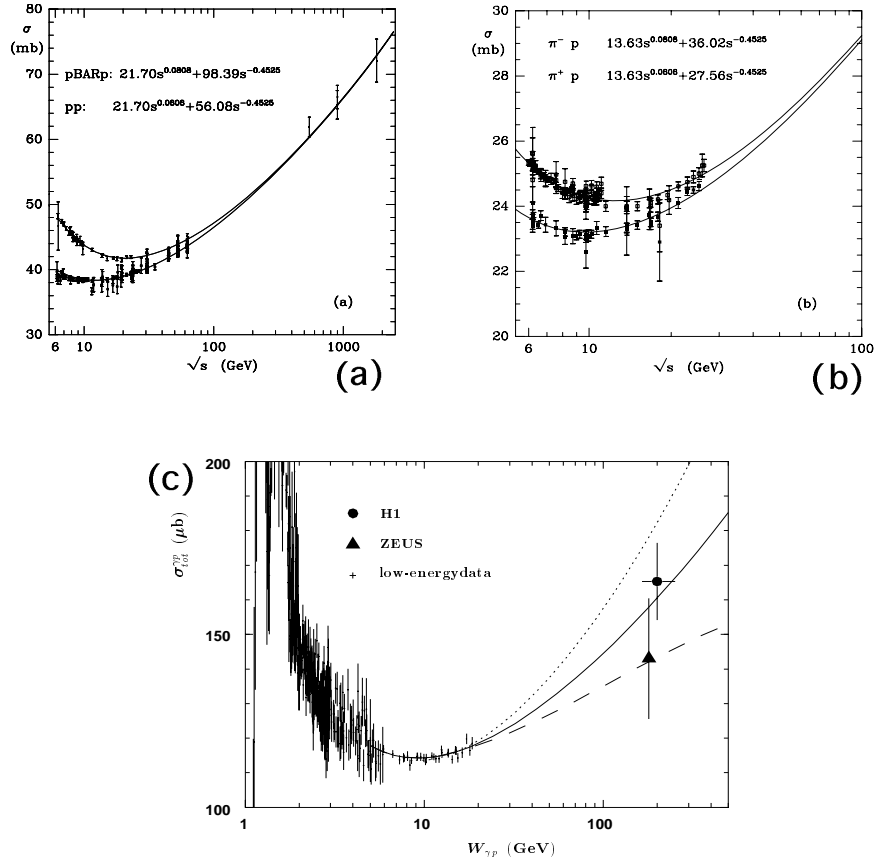 σ
(mb)
80
70
60
50
40
30
pBARp: 21.70s^0.0808+98.39s^-0.4525
pp: 21.70s^0.0808+56.08s^-0.4525
(a)
6 10 100 1000
√s (GeV)
(a)
σ
(mb)
30
28
26
24
22
20
π⁻ p 13.63s^0.0808+36.02s^-0.4525
π⁺ p 13.63s^0.0808+27.56s^-0.4525
(b)
6 10 100
√s (GeV)
(b)
(c)
σ^γp_tot (μb)
200
150
100
H1
ZEUS
low-energydata
1 10 100
W_γp (GeV)